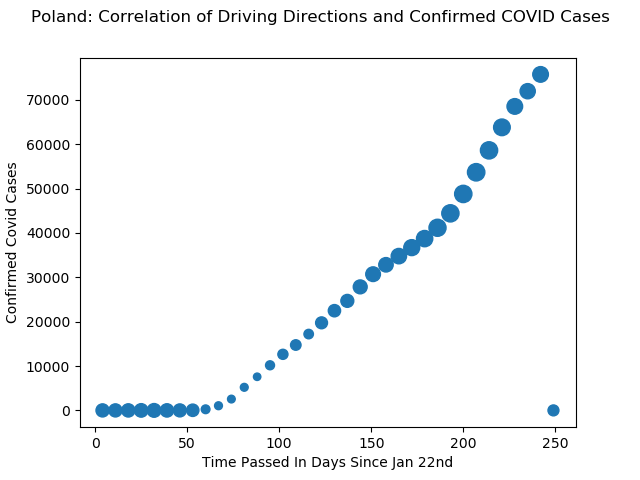 Poland: Correlation of Driving Directions and Confirmed COVID Cases
70000
60000
50000
40000
30000
20000
10000
0
Confirmed Covid Cases
0 50 100 150 200 250
Time Passed In Days Since Jan 22nd